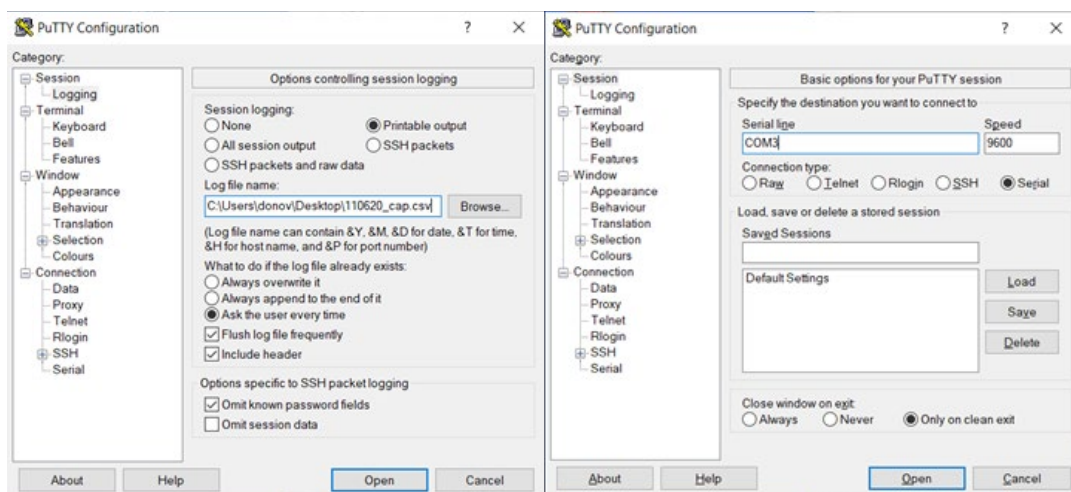 PuTTY Configuration
?
Category:
Session
Logging
Terminal
Keyboard
Bell
Features
Window
Appearance
Behaviour
Translation
Selection
Colours
Connection
Data
Proxy
Telnet
Rlogin
SSH
Serial
Options controlling session logging
Session logging:
None
Printable output
All session output
SSH packets
SSH packets and raw data
Log file name:
C:\Users\donov\Desktop\110620_cap.csv
Browse...
(Log file name can contain &Y, &M, &D for date, &T for time,
&H for host name, and &P for port number)
What to do if the log file already exists:
Always overwrite it
Always append to the end of it
Ask the user every time
Flush log file frequently
Include header
Options specific to SSH packet logging
Omit known password fields
Omit session data
About
Help
Open
Cancel
PuTTY Configuration
?
Category:
Session
Logging
Terminal
Keyboard
Bell
Features
Window
Appearance
Behaviour
Translation
Selection
Colours
Connection
Data
Proxy
Telnet
Rlogin
SSH
Serial
Basic options for your PuTTY session
Specify the destination you want to connect to
Serial line
Speed
COM3
9600
Connection type:
Raw
Telnet
Rlogin
SSH
Serial
Load, save or delete a stored session
Saved Sessions
Default Settings
Load
Save
Delete
Close window on exit:
Always
Never
Only on clean exit
About
Help
Open
Cancel